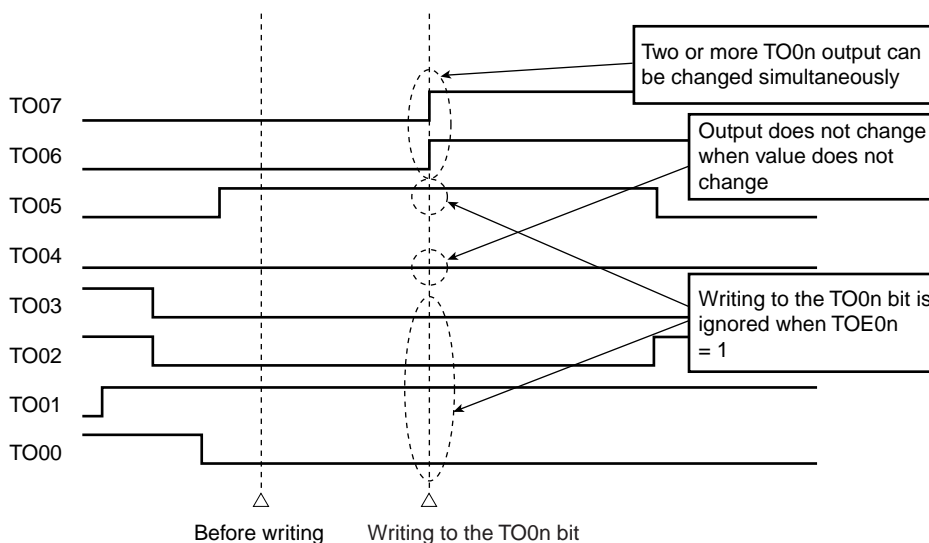 Two or more TO0n output can
be changed simultaneously
TO07
Output does not change
TO06
when value does not
change
TO05
TO04
TO03
Writing to the TO0n bit is
ignored when TOE0n
= 1
TO02
TO01
TO00
Before writing
Writing to the TO0n bit